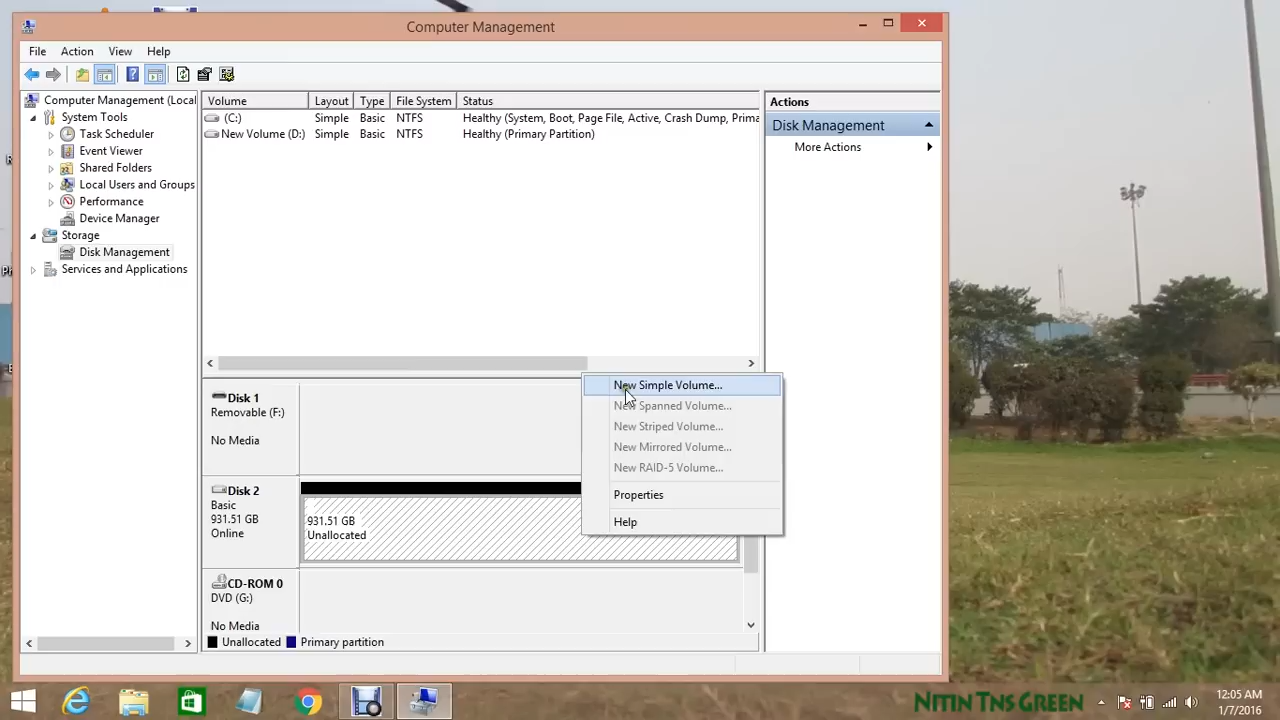 Computer Management
File Action View Help
Computer Management (Local
System Tools
Task Scheduler
Event Viewer
Shared Folders
Local Users and Groups
Performance
Device Manager
Storage
Disk Management
Services and Applications
Volume Layout Type File System Status
(C:) Simple Basic NTFS Healthy (System, Boot, Page File, Active, Crash Dump, Prima
New Volume (D:) Simple Basic NTFS Healthy (Primary Partition)
Actions
Disk Management
More Actions
New Simple Volume...
New Spanned Volume...
New Striped Volume...
New Mirrored Volume...
New RAID-5 Volume...
Properties
Help
Disk 1
Removable (F:)
No Media
Disk 2
Basic
931.51 GB
Online
931.51 GB
Unallocated
CD-ROM 0
DVD (G:)
No Media
Unallocated Primary partition
Nitin Tns Green
12:05 AM
1/7/2016